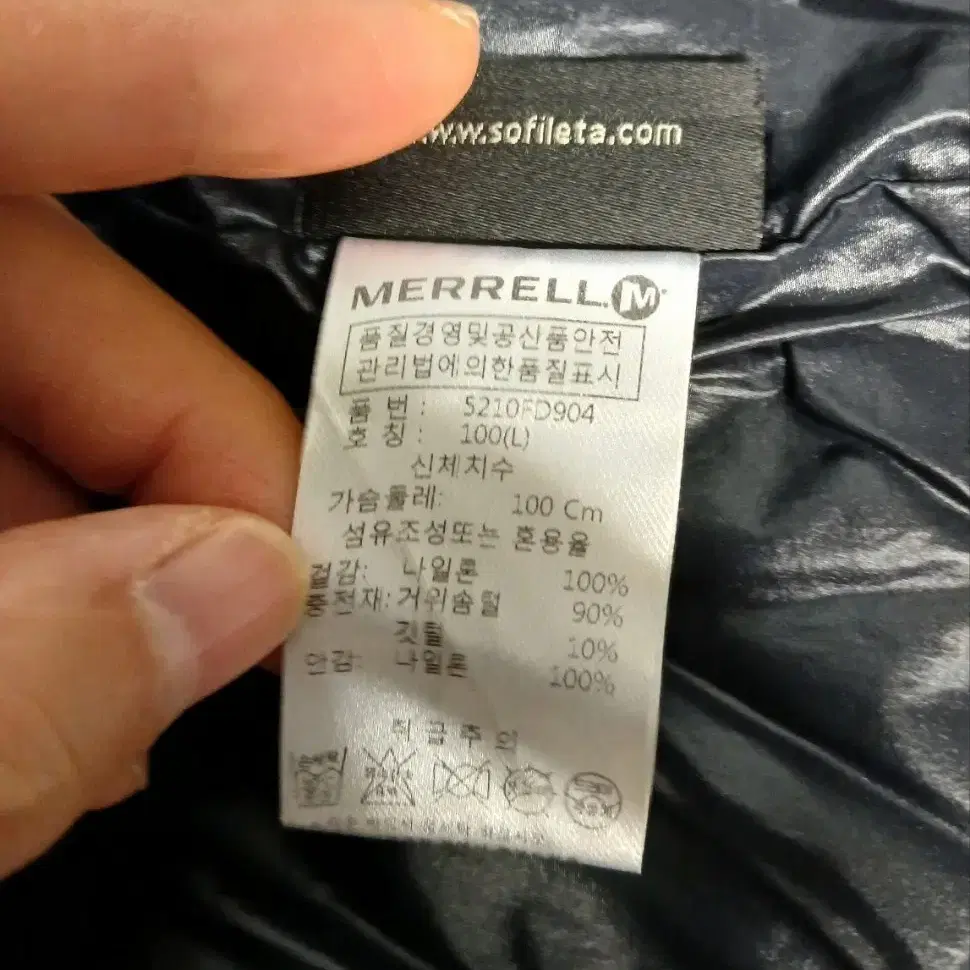 www.sofileta.com
MERRELL M
품질경영및공산품안전
관리법에의한품질표시
품 번 : 5210FD904
호 칭 : 100(L)
신체치수
가슴둘레: 100 Cm
섬유조성또는 혼용율
겉감: 나일론 100%
충전재: 거위솜털 90%
깃털 10%
안감: 나일론 100%
취급주의